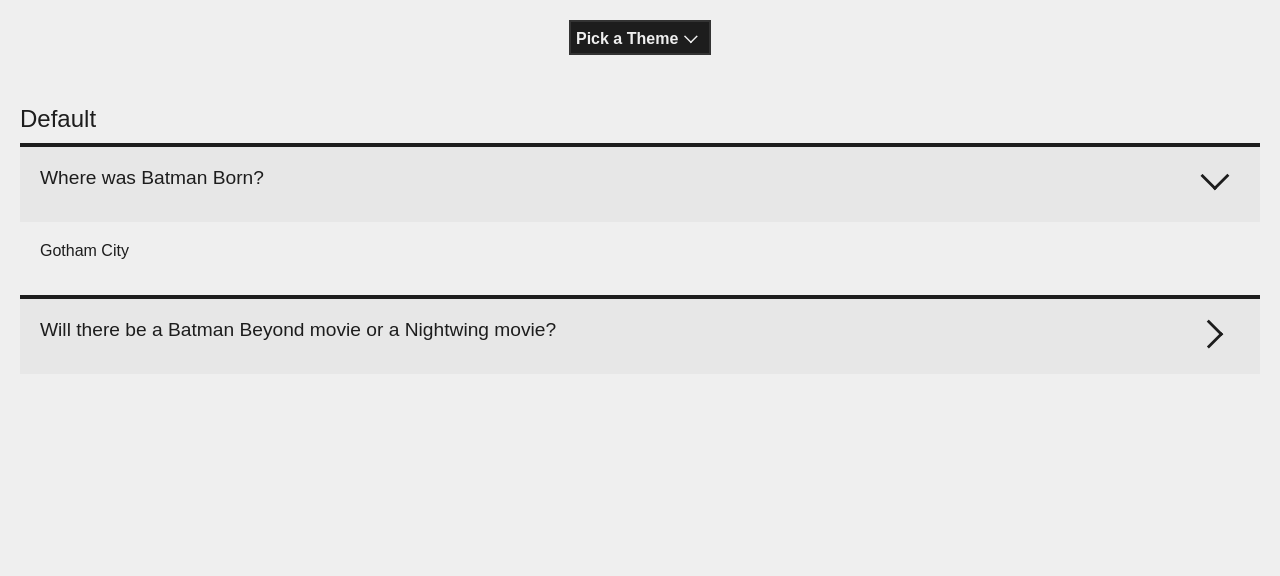 Pick a Theme
Default
Where was Batman Born?
Gotham City
Will there be a Batman Beyond movie or a Nightwing movie?